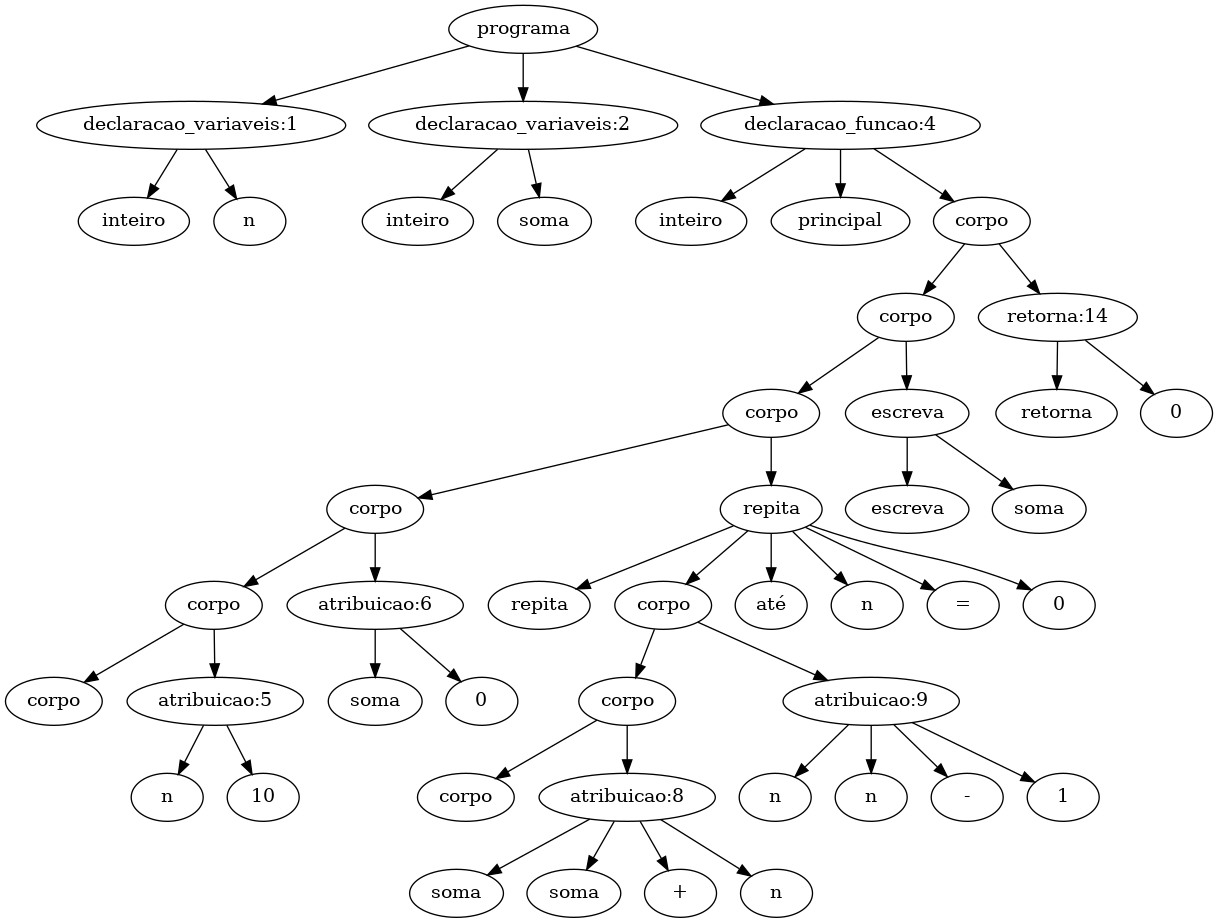 programa
declaracao_variaveis:1
declaracao_variaveis:2
declaracao_funcao:4
inteiro
n
inteiro
soma
inteiro
principal
corpo
corpo
retorna:14
corpo
escreva
retorna
0
corpo
repita
escreva
soma
corpo
atribuicao:6
repita
corpo
até
n
=
0
corpo
atribuicao:5
soma
0
corpo
atribuicao:9
n
10
corpo
atribuicao:8
n
n
-
1
soma
soma
+
n